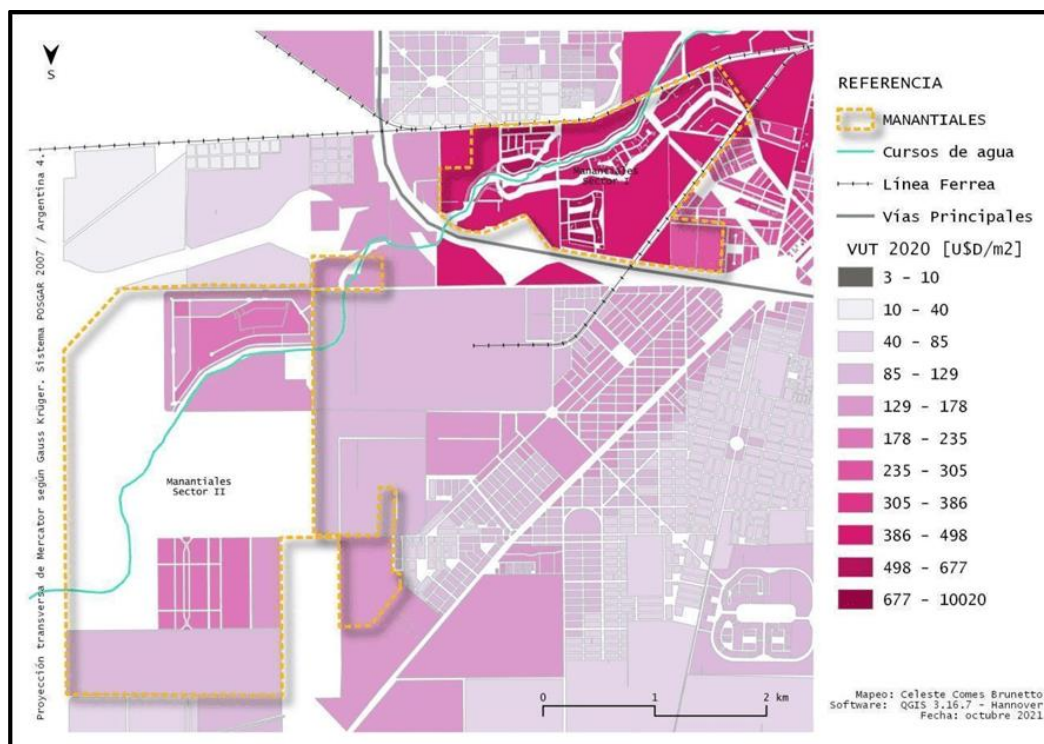 S
Proyección transversa de Mercator según Gauss Krüger. Sistema POSGAR 2007 / Argentina 4.
Manantiales
Sector I
Manantiales
Sector II
0 1 2 km
REFERENCIA
MANANTIALES
Cursos de agua
Línea Ferrea
Vías Principales
VUT 2020 [U$D/m2]
3 - 10
10 - 40
40 - 85
85 - 129
129 - 178
178 - 235
235 - 305
305 - 386
386 - 498
498 - 677
677 - 10020
Mapeo: Celeste Comes Brunetto
Software: QGIS 3.16.7 - Hannover
Fecha: octubre 2021